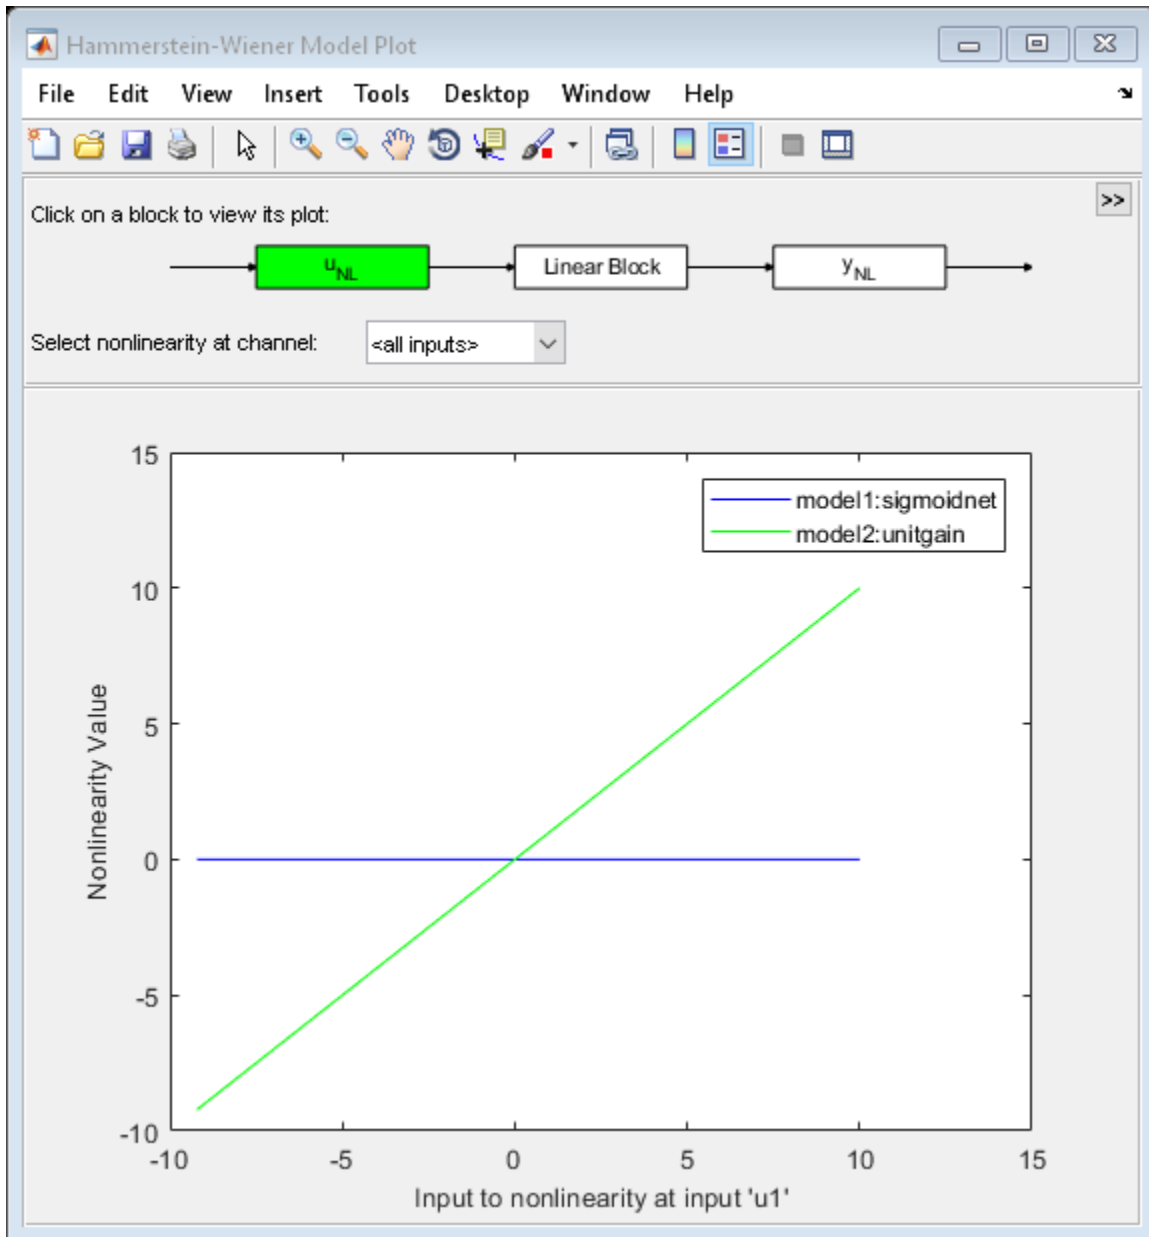 Hammerstein-Wiener Model Plot
File Edit View Insert Tools Desktop Window Help
Click on a block to view its plot:
>>
uNL Linear Block yNL
Select nonlinearity at channel: <all inputs>
15
model1:sigmoidnet
model2:unitgain
10
5
0
-5
-10
Nonlinearity Value
-10 -5 0 5 10 15
Input to nonlinearity at input 'u1'